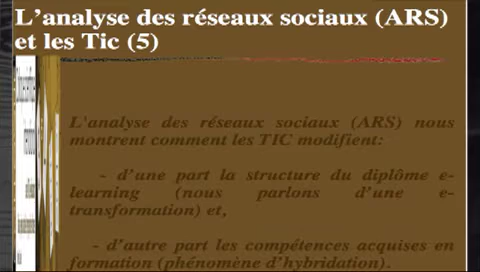 L’analyse des réseaux sociaux (ARS)
et les Tic (5)
L'analyse des réseaux sociaux (ARS) nous
montrent comment les TIC modifient:
- d’une part la structure du diplôme e-
learning (nous parlons d’une e-
transformation) et,
- d’autre part les compétences acquises en
formation (phénomène d’hybridation).